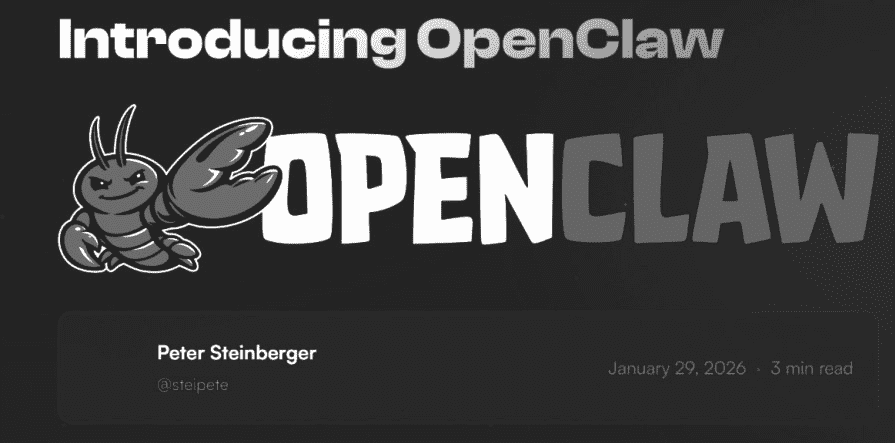 Introducing OpenClaw
OPENCLAW
Peter Steinberger
@steipete
January 29, 2026 · 3 min read